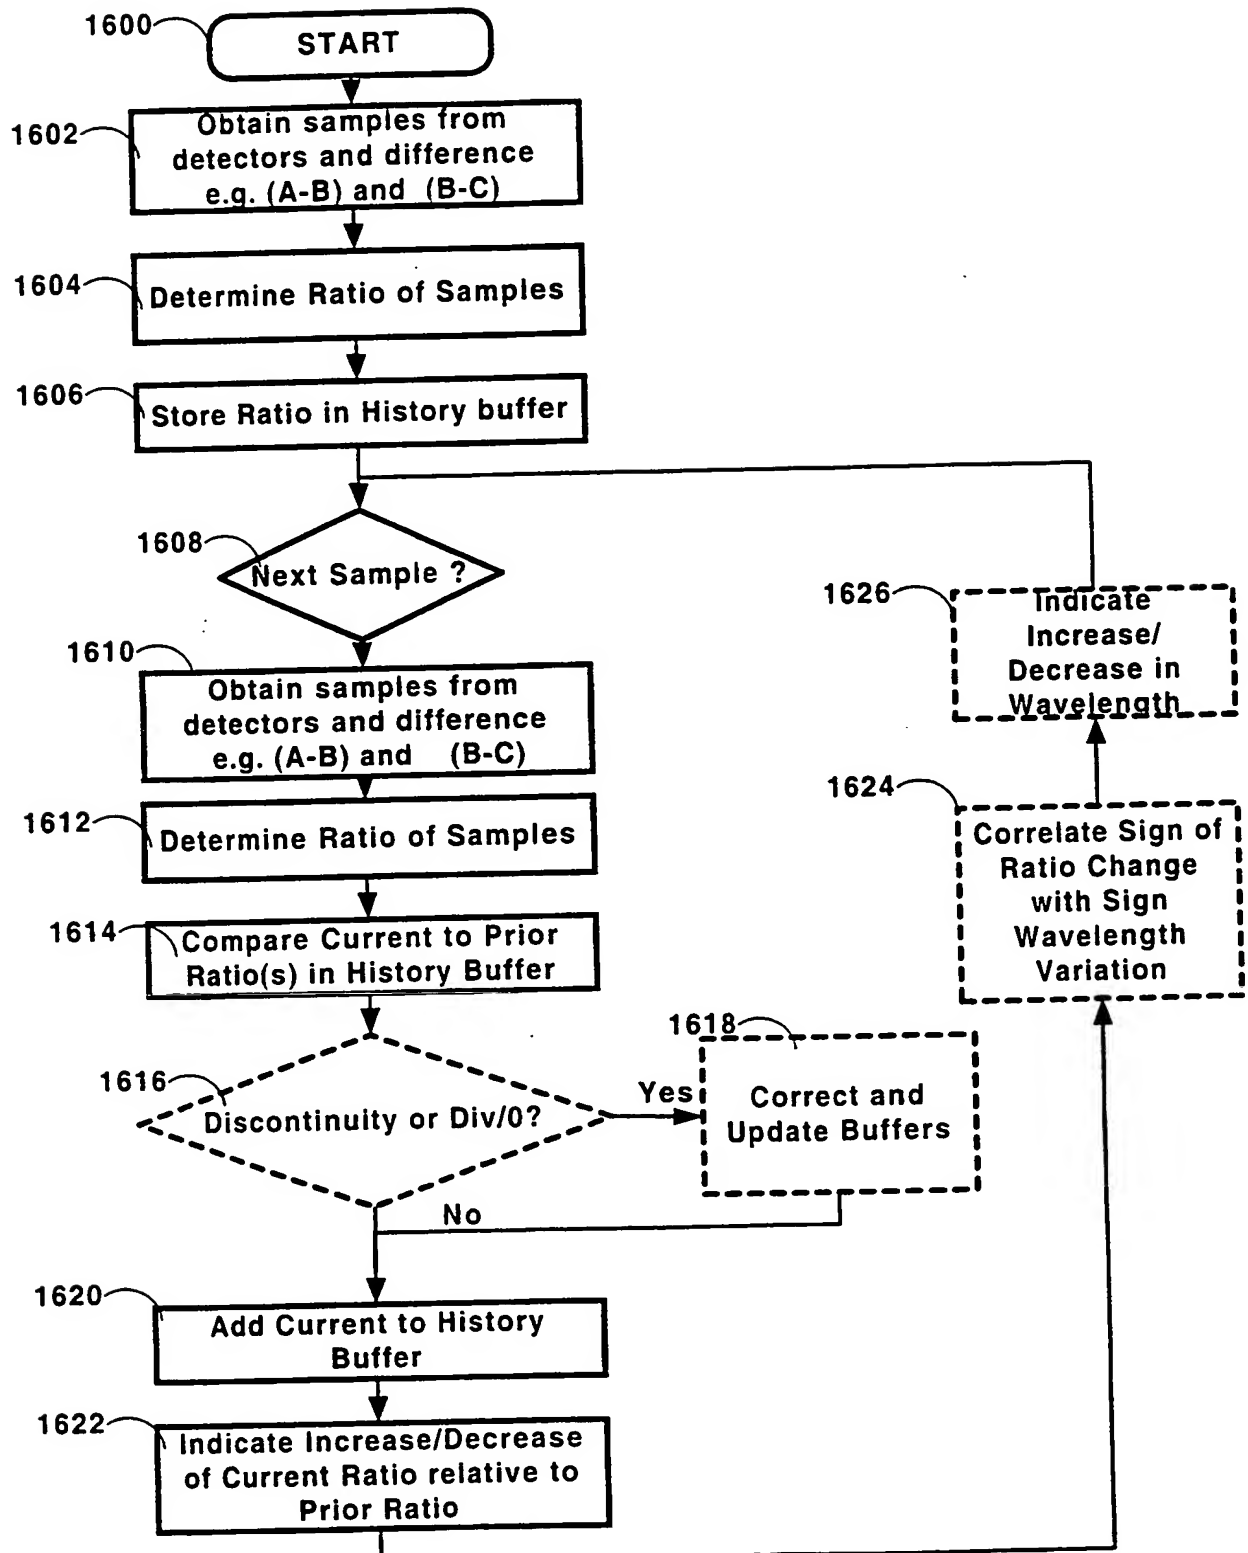 1600
START
1602
Obtain samples from
detectors and difference
e.g. (A-B) and (B-C)
1604
Determine Ratio of Samples
1606
Store Ratio in History buffer
1608
Next Sample ?
1610
Obtain samples from
detectors and difference
e.g. (A-B) and (B-C)
1612
Determine Ratio of Samples
1614
Compare Current to Prior
Ratio(s) in History Buffer
1616
Discontinuity or Div/0?
Yes
No
1618
Correct and
Update Buffers
1620
Add Current to History
Buffer
1622
Indicate Increase/Decrease
of Current Ratio relative to
Prior Ratio
1624
Correlate Sign of
Ratio Change
with Sign
Wavelength
Variation
1626
Indicate
Increase/
Decrease in
Wavelength